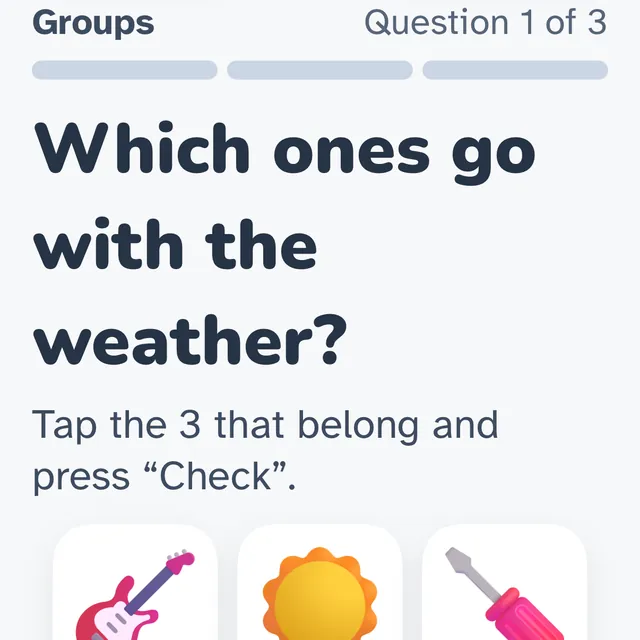 Groups
Question 1 of 3
Which ones go
with the
weather?
Tap the 3 that belong and
press “Check”.